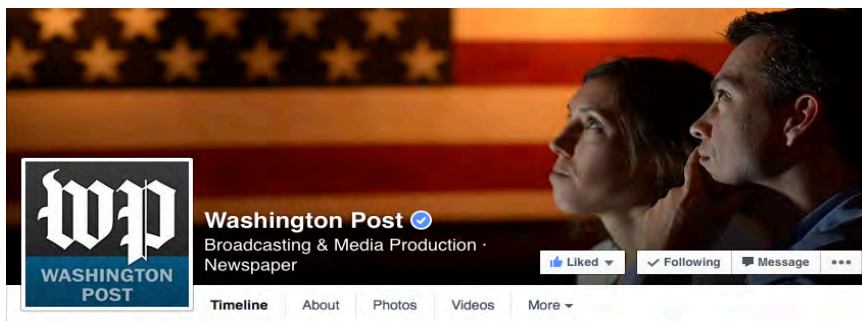 wp
WASHINGTON
POST
Washington Post
Broadcasting & Media Production ·
Newspaper
Liked
Following
Message
Timeline
About
Photos
Videos
More